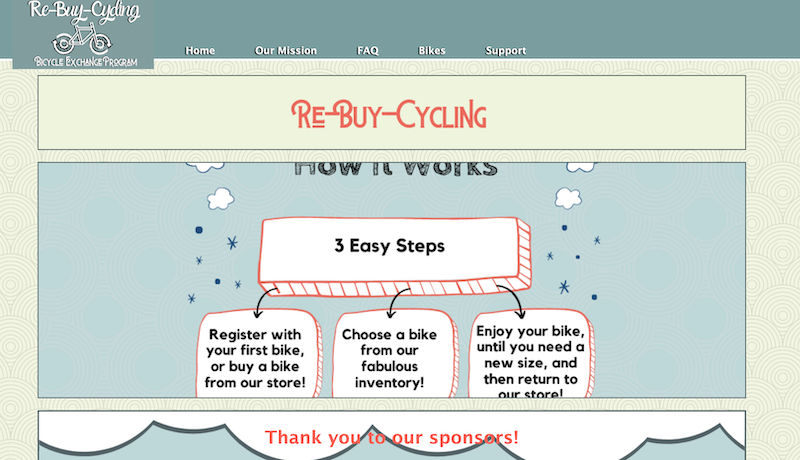 Re-Buy-Cycling
Bicycle Exchange Program
Home Our Mission FAQ Bikes Support
Re-Buy-Cycling
How it Works
3 Easy Steps
Register with
your first bike,
or buy a bike
from our store!
Choose a bike
from our
fabulous
inventory!
Enjoy your bike,
until you need a
new size, and
then return to
our store!
Thank you to our sponsors!